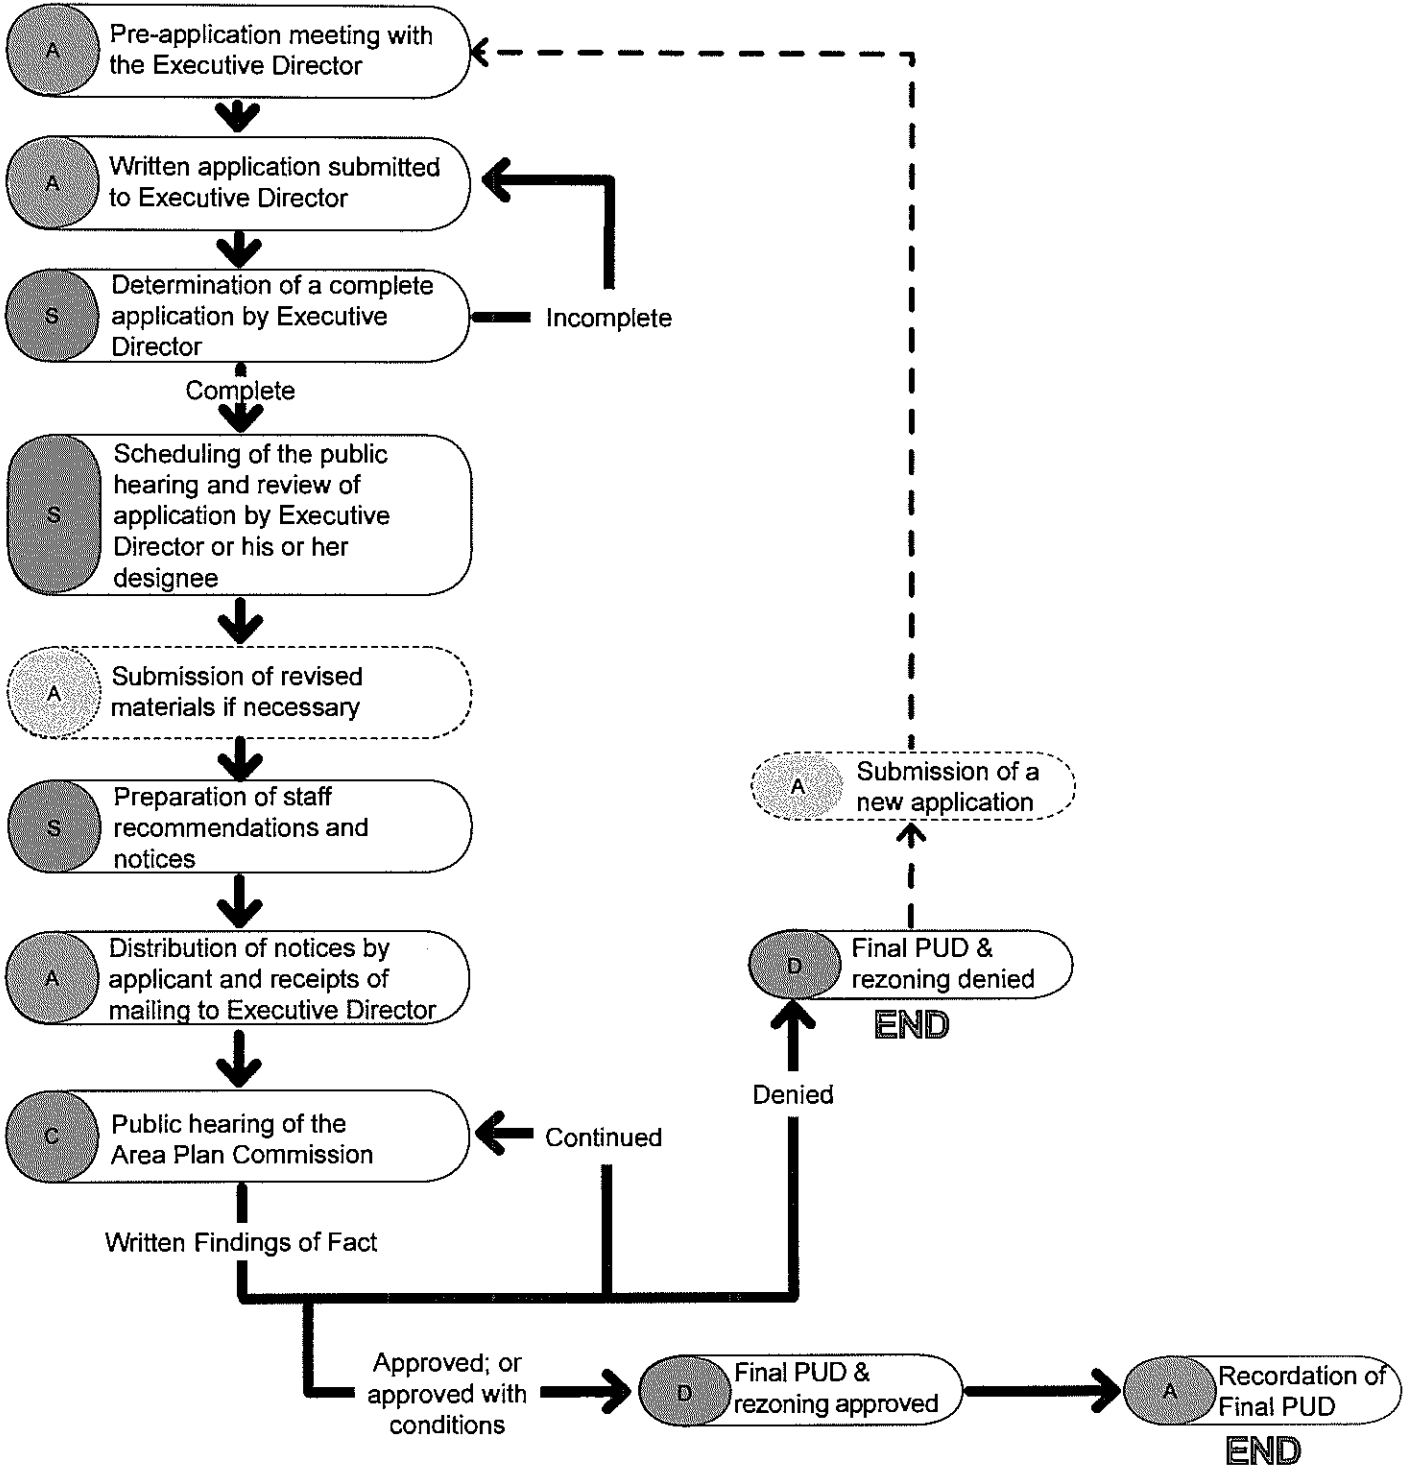 A
Pre-application meeting with
the Executive Director
A
Written application submitted
to Executive Director
S
Determination of a complete
application by Executive
Director
Incomplete
Complete
S
Scheduling of the public
hearing and review of
application by Executive
Director or his or her
designee
A
Submission of revised
materials if necessary
S
Preparation of staff
recommendations and
notices
A
Submission of a
new application
A
Distribution of notices by
applicant and receipts of
mailing to Executive Director
D
Final PUD &
rezoning denied
END
Denied
C
Public hearing of the
Area Plan Commission
Continued
Written Findings of Fact
Approved; or
approved with
conditions
D
Final PUD &
rezoning approved
A
Recordation of
Final PUD
END